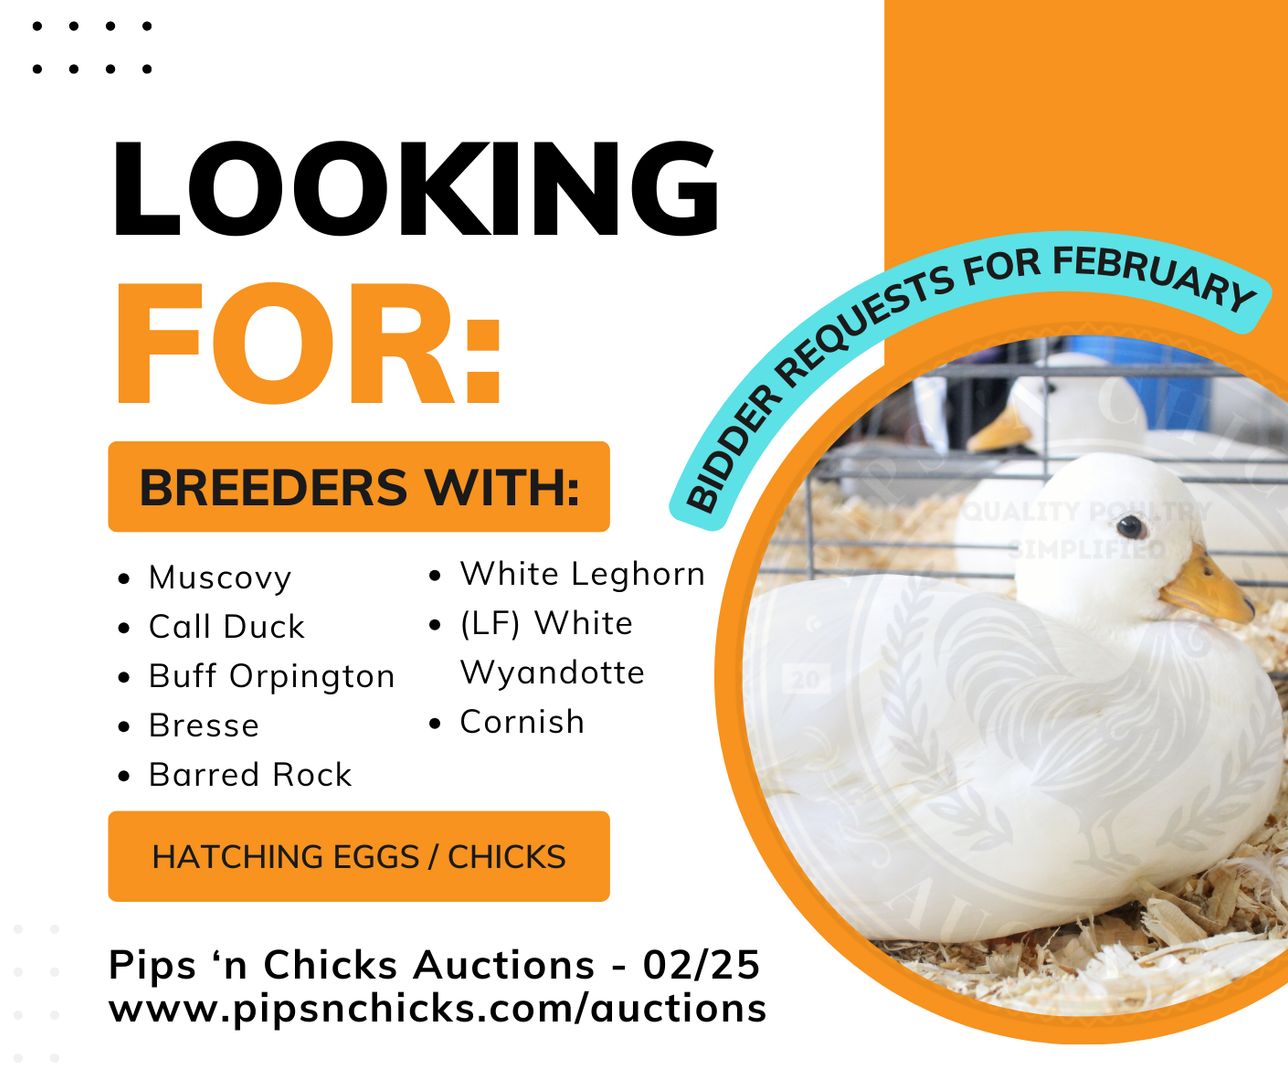 LOOKING
FOR:
BIDDER REQUESTS FOR FEBRUARY
BREEDERS WITH:
Muscovy
Call Duck
Buff Orpington
Bresse
Barred Rock
White Leghorn
(LF) White
Wyandotte
Cornish
HATCHING EGGS / CHICKS
Pips ‘n Chicks Auctions - 02/25
www.pipsnchicks.com/auctions
QUALITY POULTRY
SIMPLIFIED
20